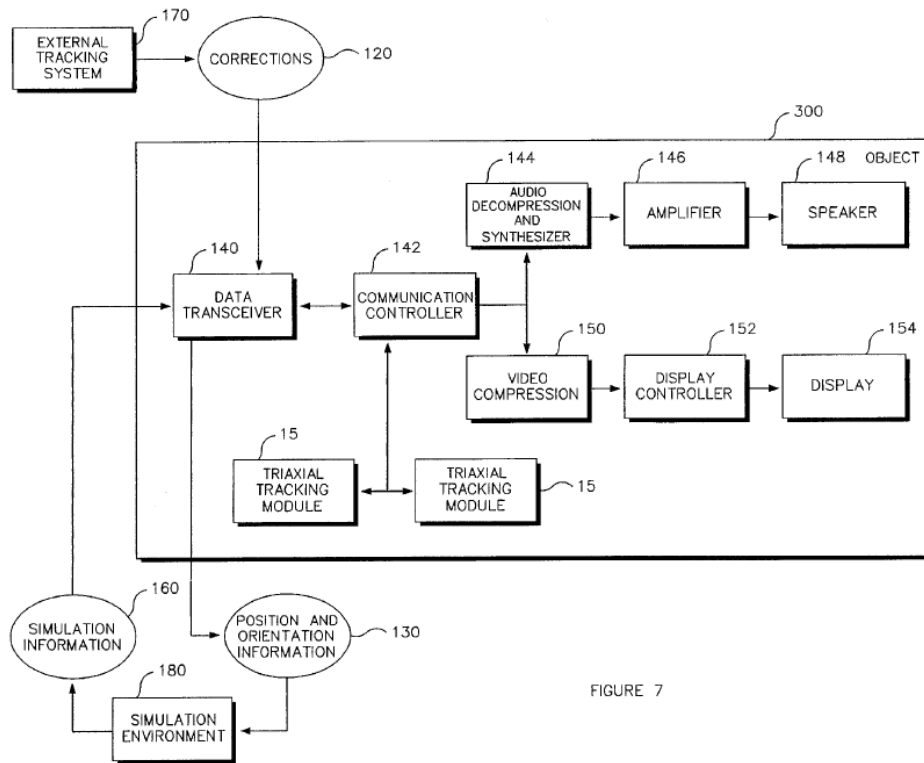 170
EXTERNAL
TRACKING
SYSTEM
CORRECTIONS
120
300
OBJECT
144
AUDIO
DECOMPRESSION
AND
SYNTHESIZER
146
AMPLIFIER
148
SPEAKER
140
DATA
TRANSCEIVER
142
COMMUNICATION
CONTROLLER
150
VIDEO
COMPRESSION
152
DISPLAY
CONTROLLER
154
DISPLAY
15
TRIAXIAL
TRACKING
MODULE
TRIAXIAL
TRACKING
MODULE
15
160
SIMULATION
INFORMATION
POSITION AND
ORIENTATION
INFORMATION
130
180
SIMULATION
ENVIRONMENT
FIGURE 7